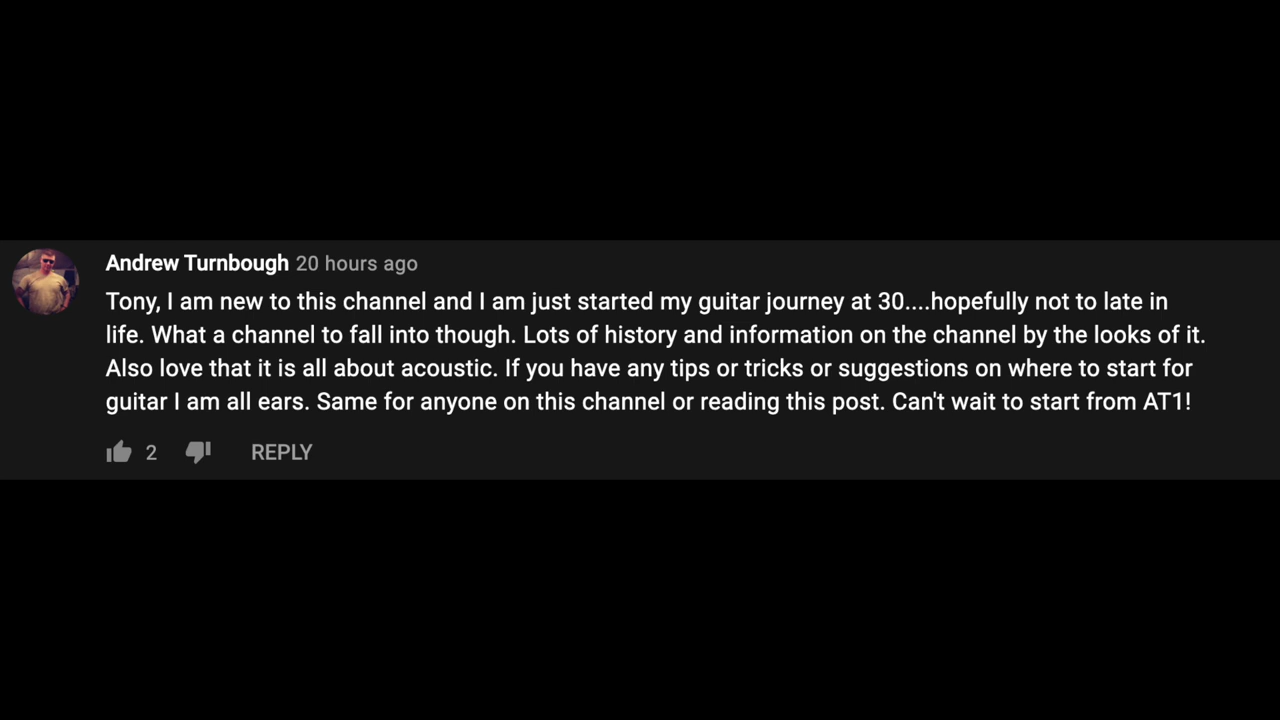 Andrew Turnbough 20 hours ago
Tony, I am new to this channel and I am just started my guitar journey at 30....hopefully not to late in
life. What a channel to fall into though. Lots of history and information on the channel by the looks of it.
Also love that it is all about acoustic. If you have any tips or tricks or suggestions on where to start for
guitar I am all ears. Same for anyone on this channel or reading this post. Can't wait to start from AT1!
2 REPLY